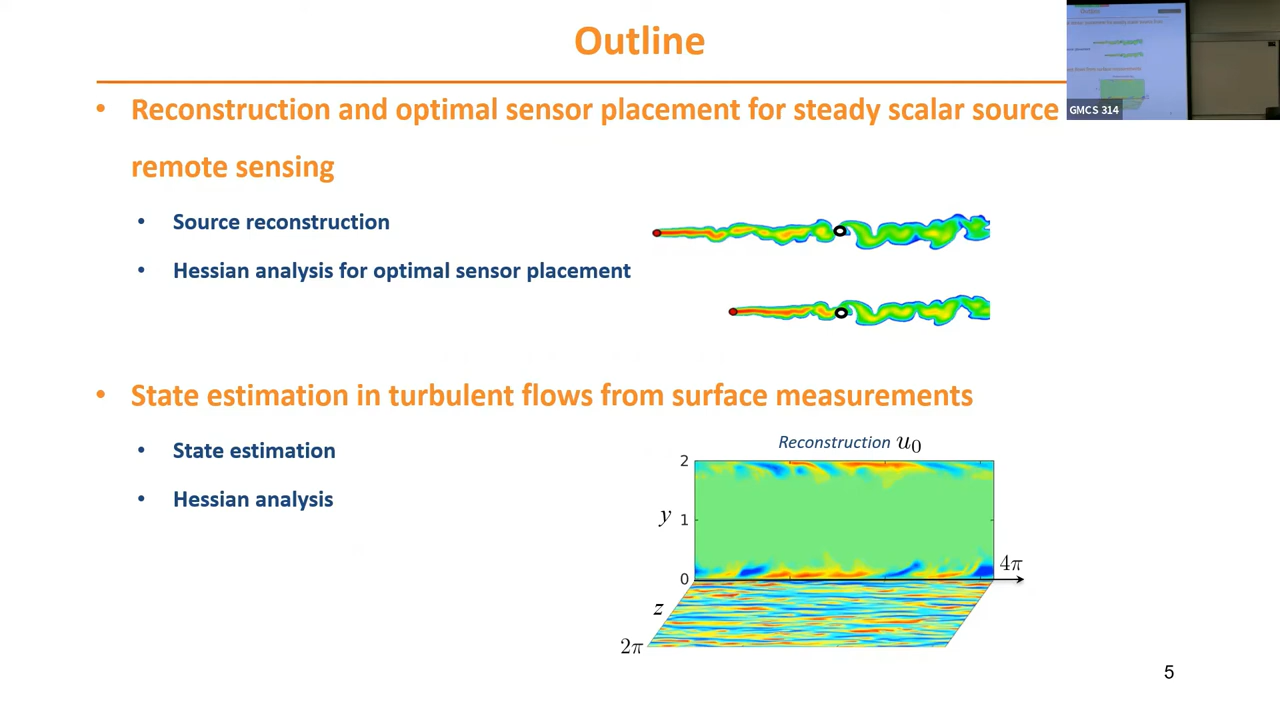 Outline
• Reconstruction and optimal sensor placement for steady scalar source
remote sensing
• Source reconstruction
• Hessian analysis for optimal sensor placement
• State estimation in turbulent flows from surface measurements
• State estimation
• Hessian analysis
Reconstruction u₀
2
y 1
0
4π
z
2π
5
GMCS 314